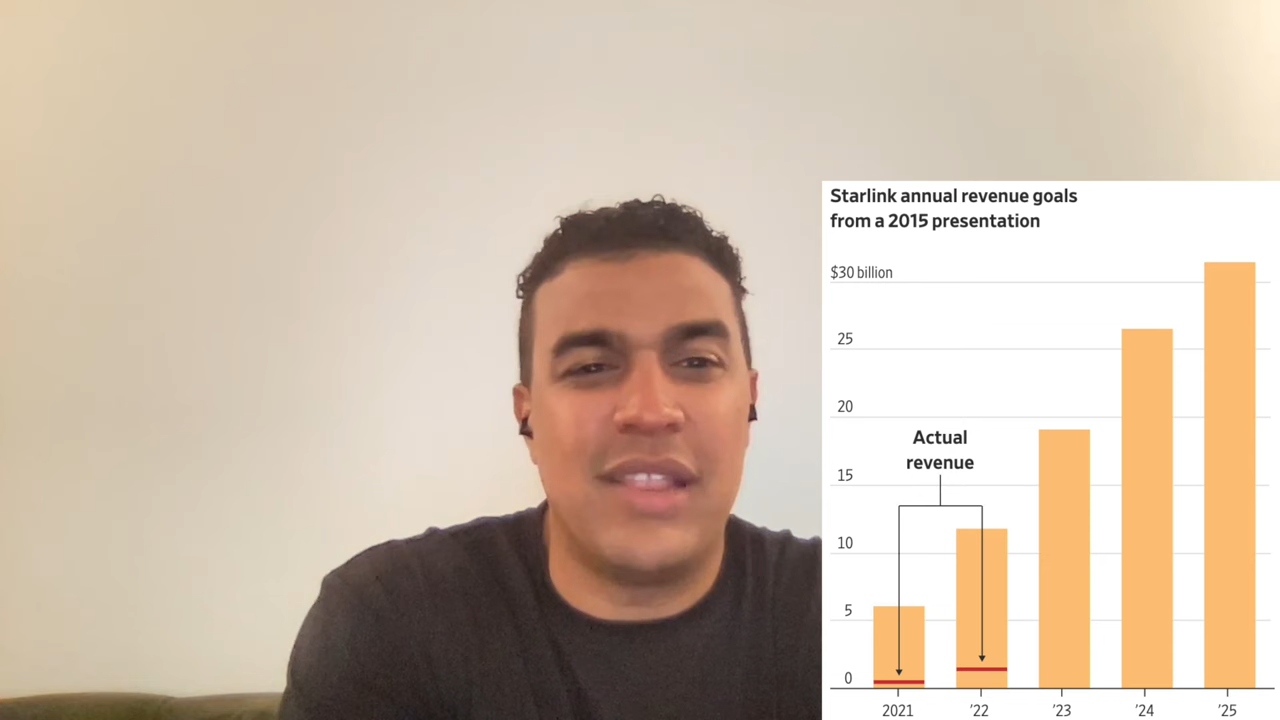 Starlink annual revenue goals
from a 2015 presentation
$30 billion
25
20
Actual
revenue
15
10
5
0
2021
'22
'23
'24
'25